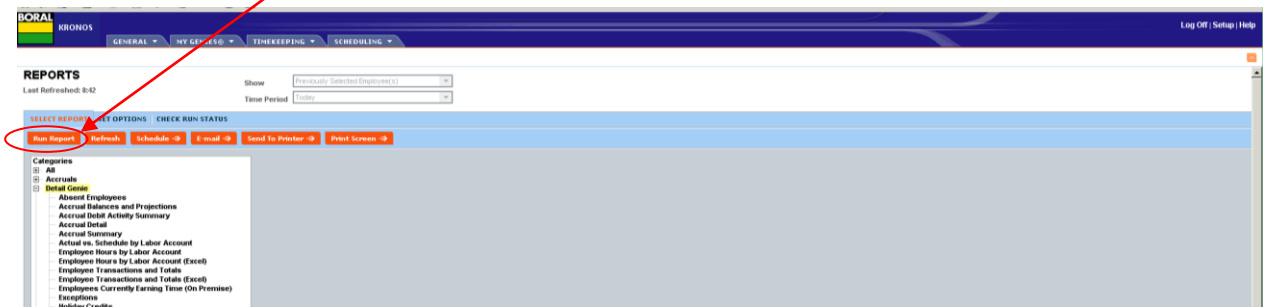 BORAL
KRONOS
Log Off | Setup | Help
GENERAL MY GENIES® TIMEKEEPING SCHEDULING
REPORTS
Last Refreshed: 8:42
Show Previously Selected Employee(s)
Time Period Today
SELECT REPORT SET OPTIONS CHECK RUN STATUS
Run Report Refresh Schedule E-mail Send To Printer Print Screen
Categories
All
Accruals
Detail Genie
Absent Employees
Accrual Balances and Projections
Accrual Debit Activity Summary
Accrual Detail
Accrual Summary
Actual vs. Schedule by Labor Account
Employee Hours by Labor Account
Employee Hours by Labor Account (Excel)
Employee Transactions and Totals
Employee Transactions and Totals (Excel)
Employees Currently Earning Time (On Premise)
Exceptions
Holiday Credits